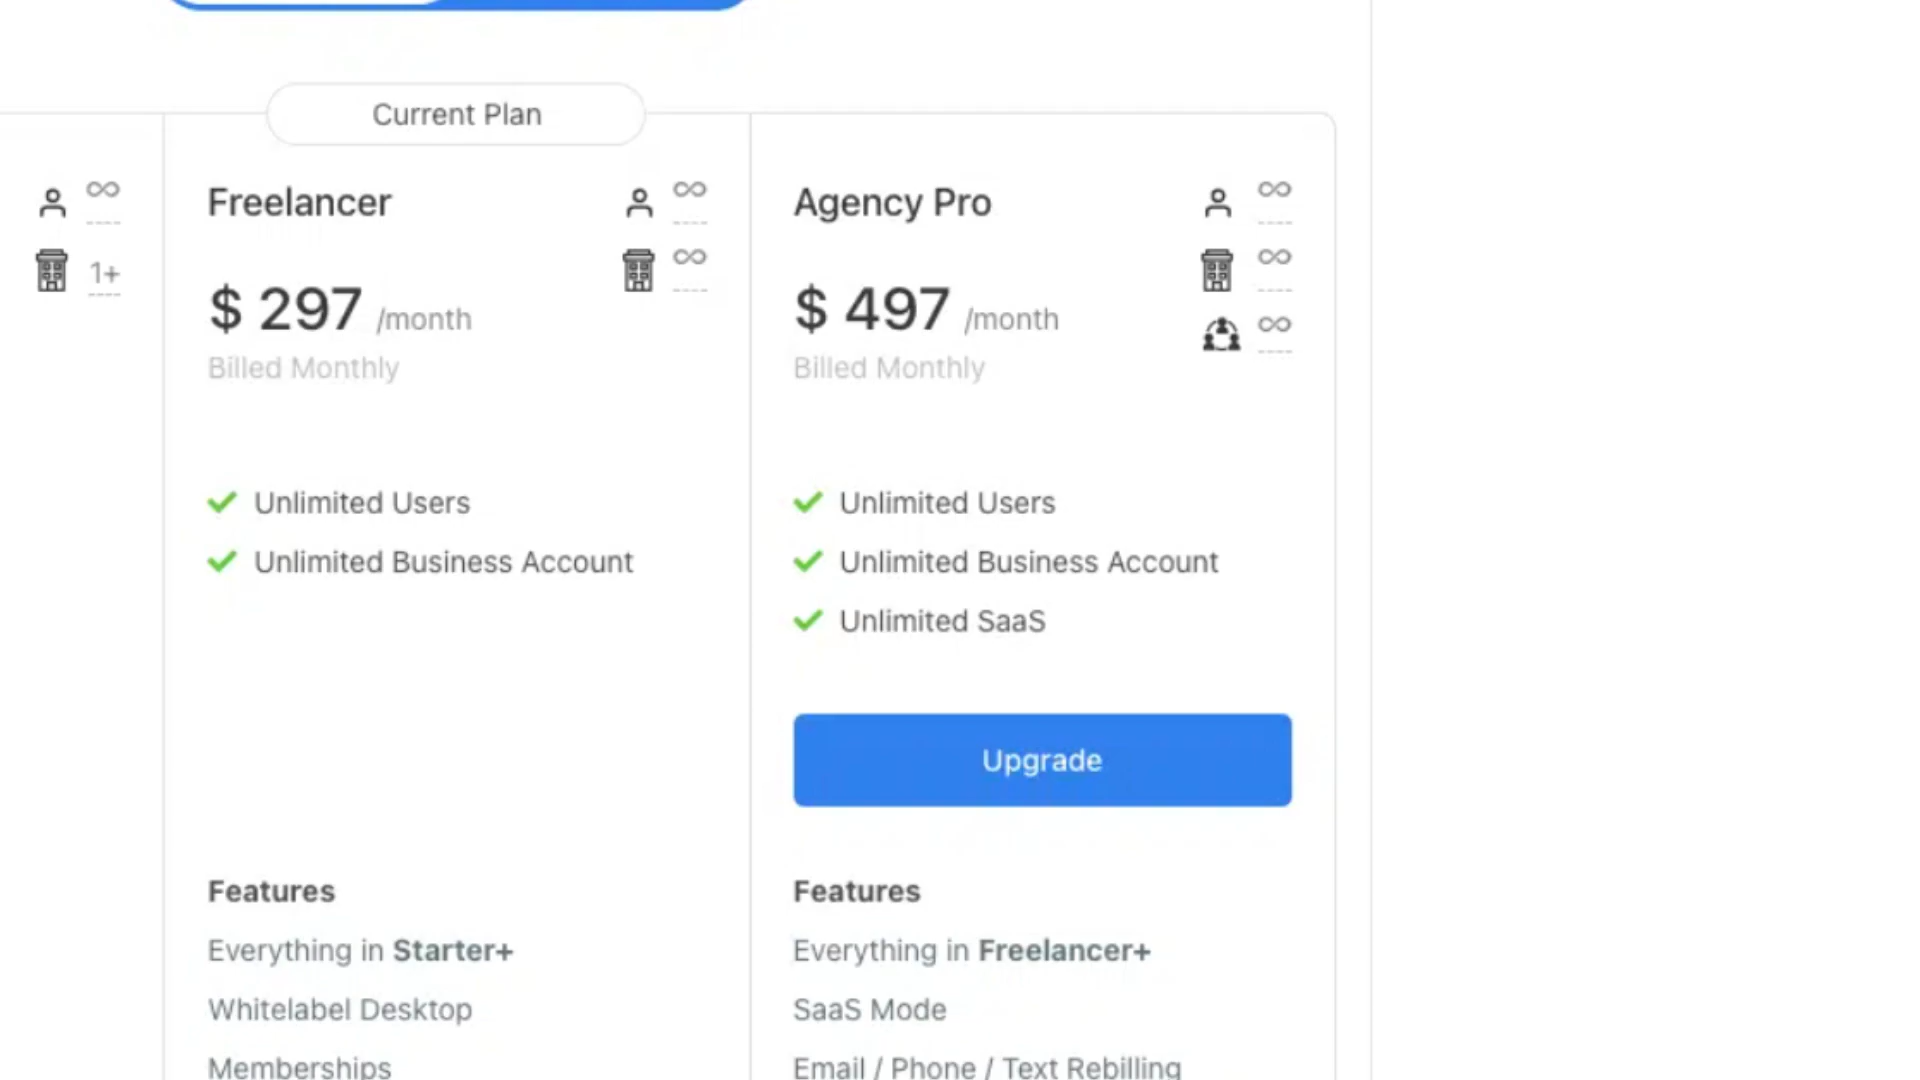 Current Plan
∞
1+
Freelancer
∞
∞
$ 297 /month
Billed Monthly
Unlimited Users
Unlimited Business Account
Features
Everything in Starter+
Whitelabel Desktop
Memberships
Agency Pro
∞
∞
∞
$ 497 /month
Billed Monthly
Unlimited Users
Unlimited Business Account
Unlimited SaaS
Upgrade
Features
Everything in Freelancer+
SaaS Mode
Email / Phone / Text Rebilling